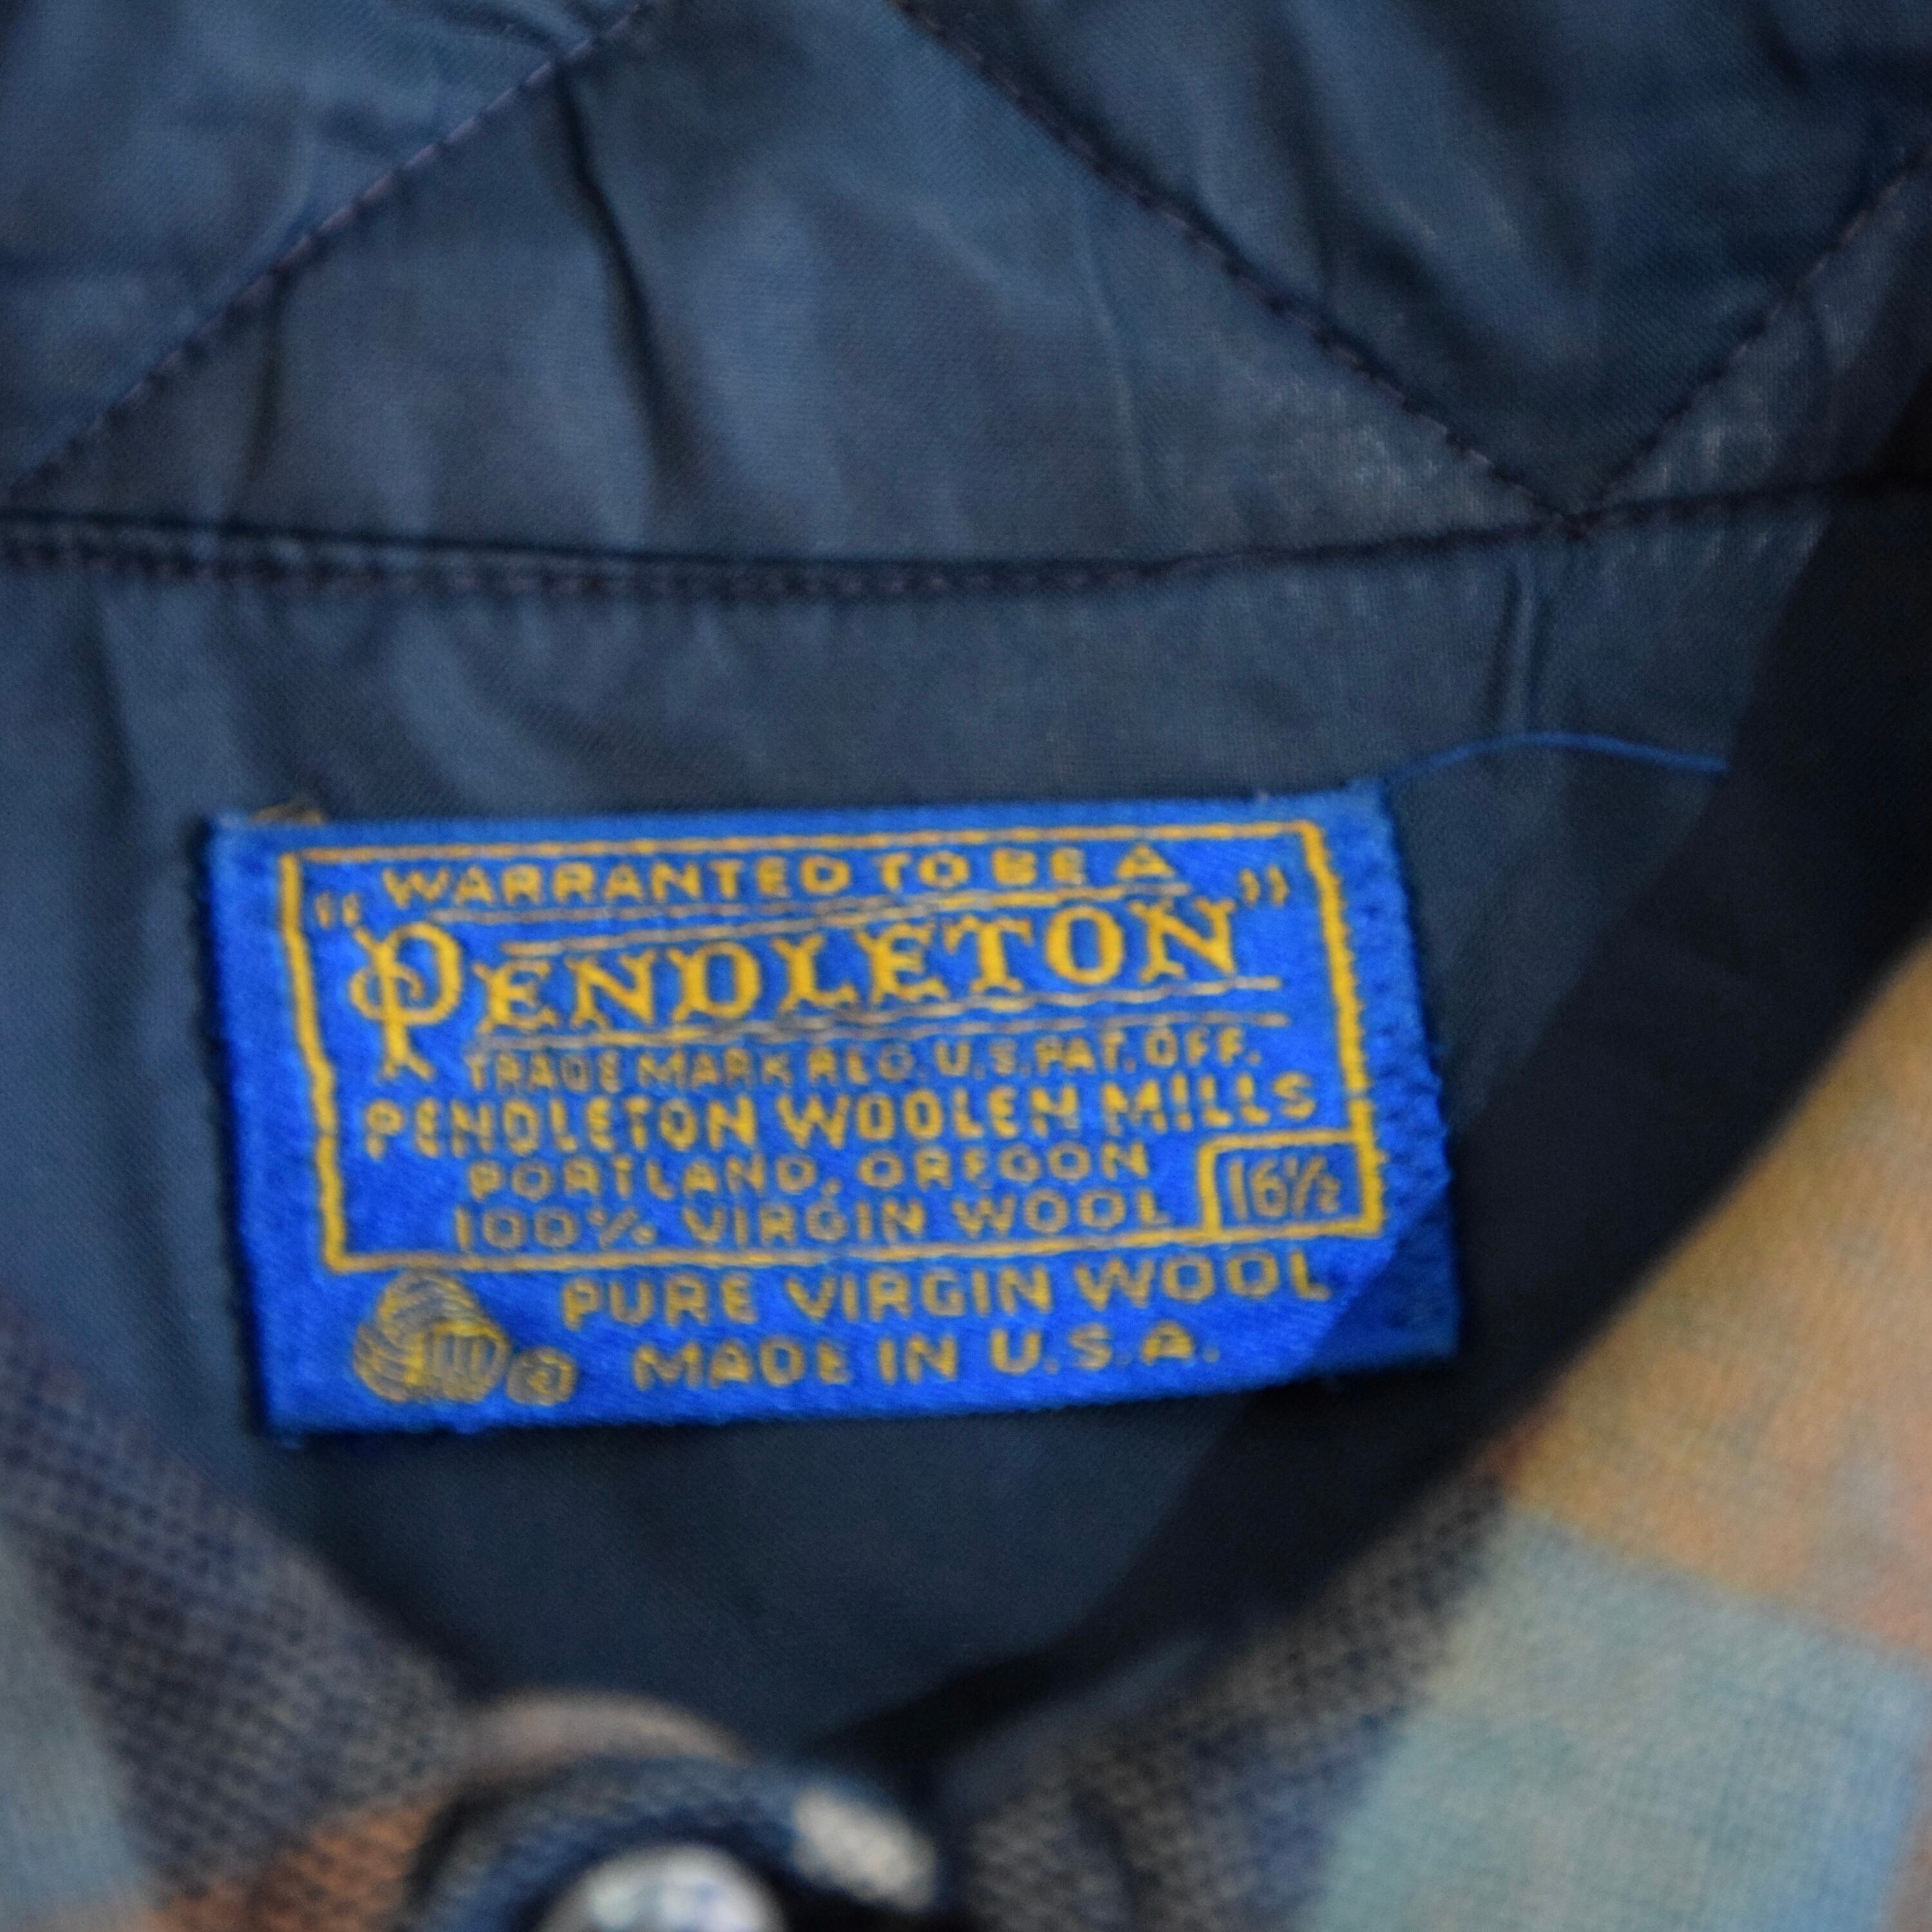 "WARRANTED TO BE A
PENDLETON"
TRADE MARK REG. U.S. PAT. OFF.
PENDLETON WOOLEN MILLS
PORTLAND, OREGON
100% VIRGIN WOOL
16½
PURE VIRGIN WOOL
MADE IN U.S.A.